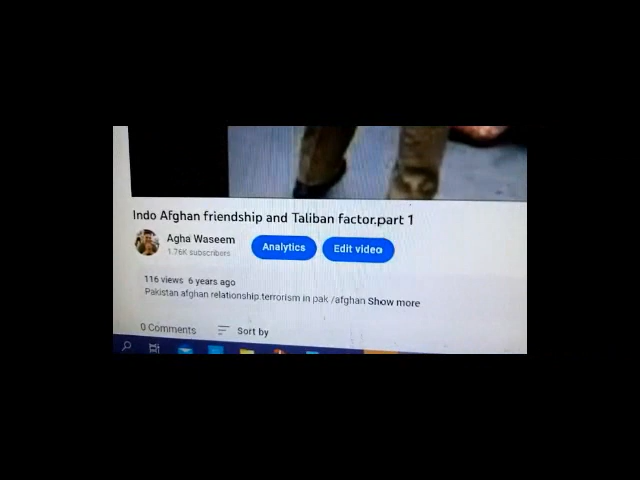 Indo Afghan friendship and Taliban factor.part 1
Agha Waseem
1.76K subscribers
Analytics
Edit video
116 views 6 years ago
Pakistan afghan relationship.terrorism in pak /afghan Show more
0 Comments
Sort by